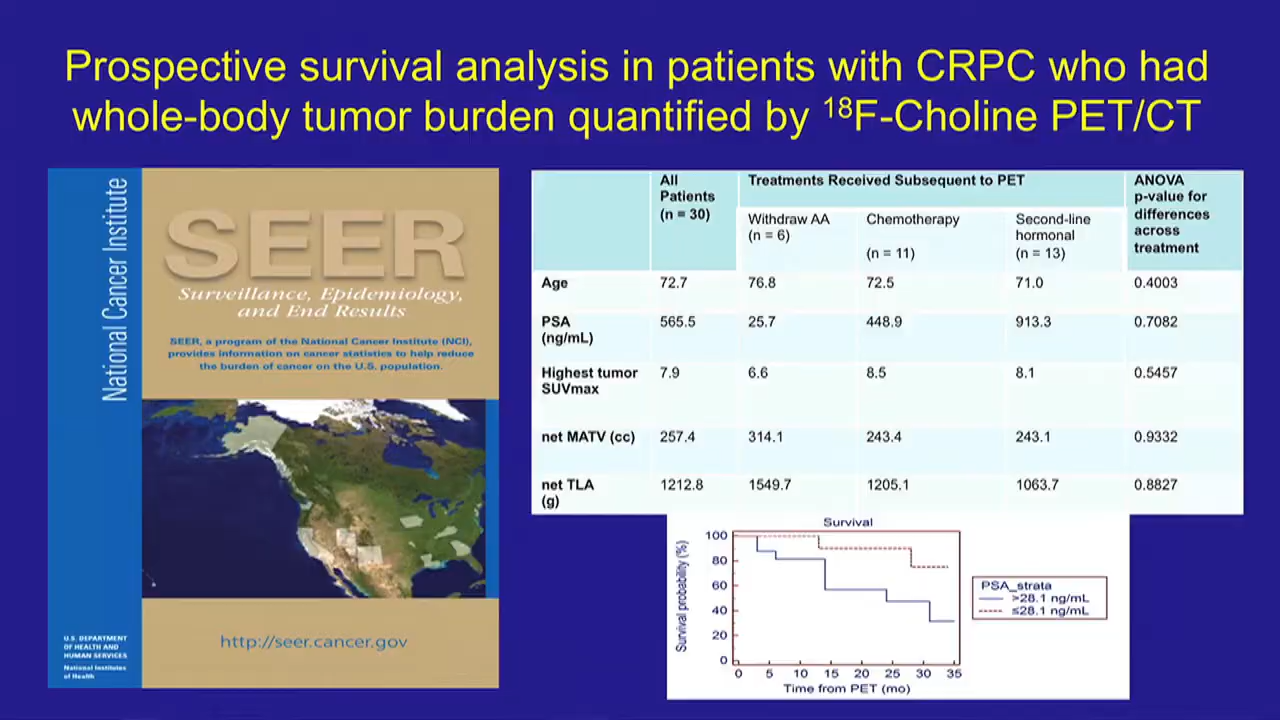 Prospective survival analysis in patients with CRPC who had
whole-body tumor burden quantified by ¹⁸F-Choline PET/CT
National Cancer Institute
SEER
Surveillance, Epidemiology,
and End Results
SEER, a program of the National Cancer Institute (NCI),
provides information on cancer statistics to help reduce
the burden of cancer on the U.S. population.
U.S. DEPARTMENT
OF HEALTH AND
HUMAN SERVICES
National Institutes
of Health
http://seer.cancer.gov
All
Patients
(n = 30)
Treatments Received Subsequent to PET
ANOVA
p-value for
differences
across
treatment
Withdraw AA
(n = 6)
Chemotherapy
(n = 11)
Second-line
hormonal
(n = 13)
Age 72.7 76.8 72.5 71.0 0.4003
PSA
(ng/mL) 565.5 25.7 448.9 913.3 0.7082
Highest tumor
SUVmax 7.9 6.6 8.5 8.1 0.5457
net MATV (cc) 257.4 314.1 243.4 243.1 0.9332
net TLA
(g) 1212.8 1549.7 1205.1 1063.7 0.8827
Survival
Survival probability (%)
100
80
60
40
20
0
0 5 10 15 20 25 30 35
Time from PET (mo)
PSA_strata
>28.1 ng/mL
≤28.1 ng/mL